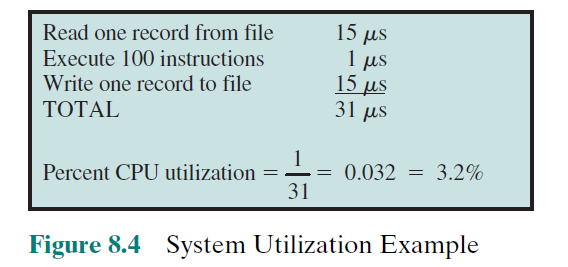 Read one record from file 15 μs
Execute 100 instructions 1 μs
Write one record to file 15 μs
TOTAL 31 μs
Percent CPU utilization = 1/31 = 0.032 = 3.2%
Figure 8.4 System Utilization Example